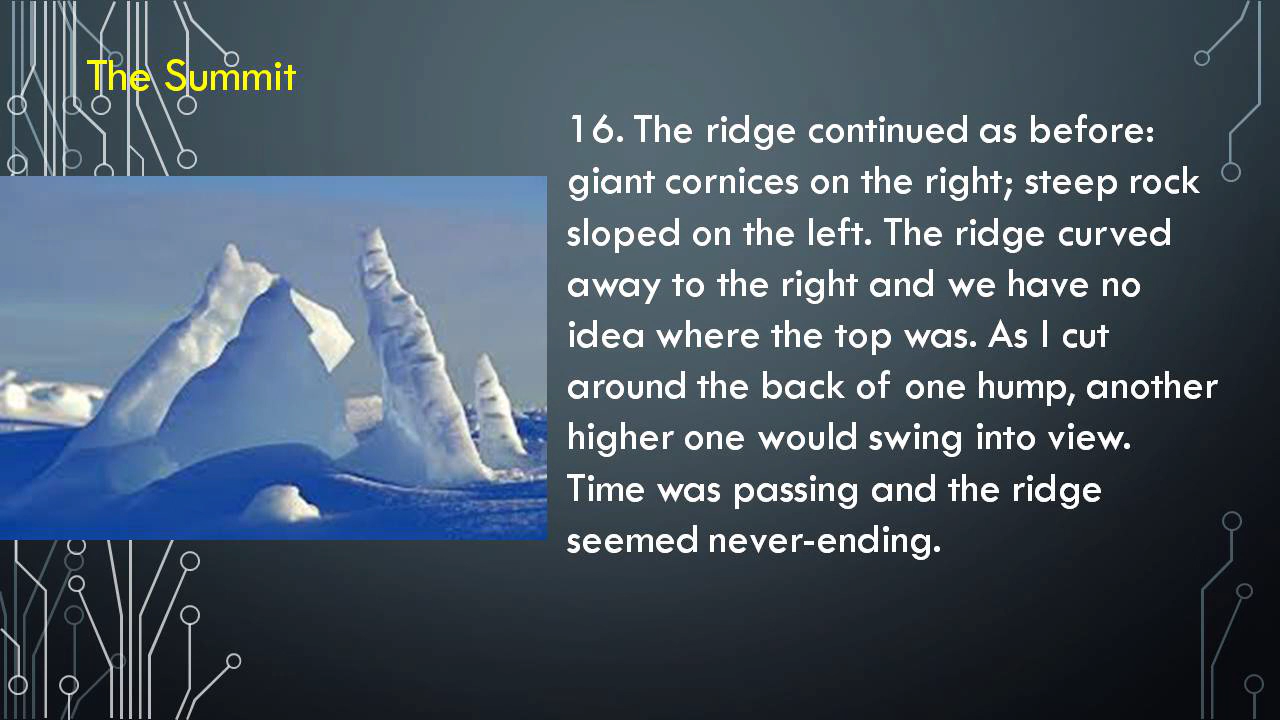 The Summit
16. The ridge continued as before:
giant cornices on the right; steep rock
sloped on the left. The ridge curved
away to the right and we have no
idea where the top was. As I cut
around the back of one hump, another
higher one would swing into view.
Time was passing and the ridge
seemed never-ending.